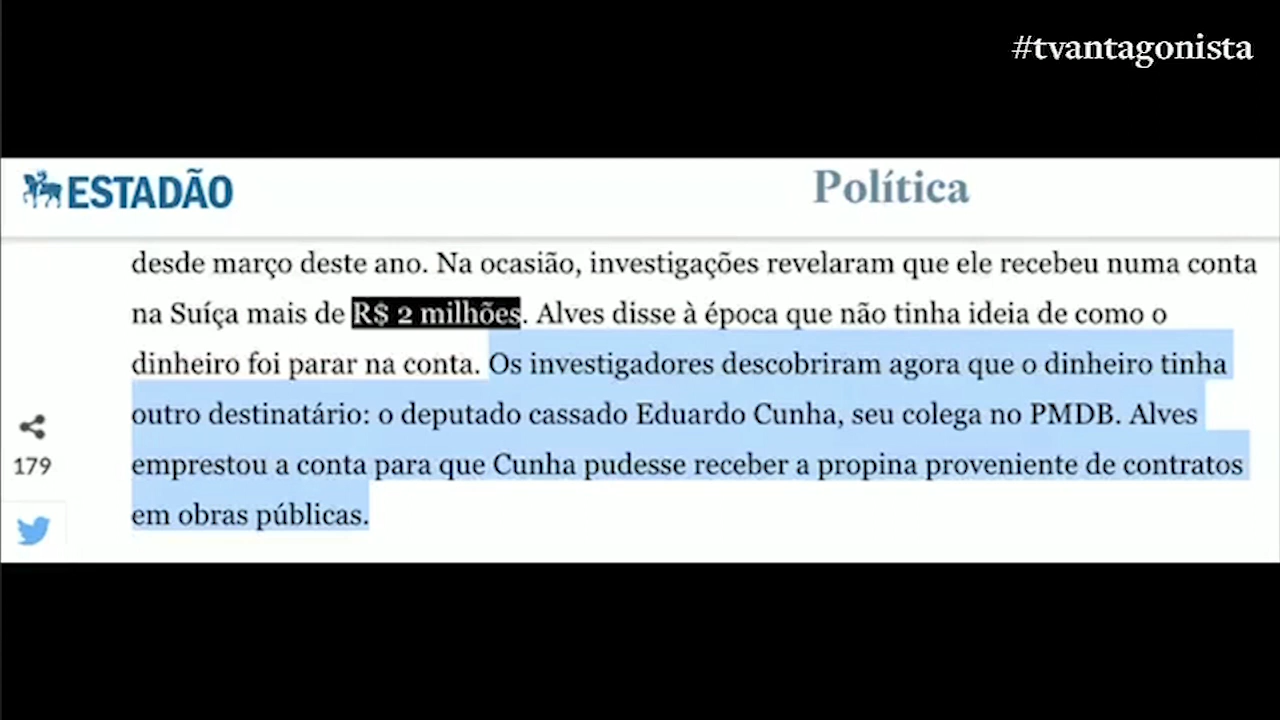 #tvantagonista
ESTADÃO
Política
desde março deste ano. Na ocasião, investigações revelaram que ele recebeu numa conta
na Suíça mais de R$ 2 milhões. Alves disse à época que não tinha ideia de como o
dinheiro foi parar na conta. Os investigadores descobriram agora que o dinheiro tinha
outro destinatário: o deputado cassado Eduardo Cunha, seu colega no PMDB. Alves
emprestou a conta para que Cunha pudesse receber a propina proveniente de contratos
em obras públicas.
179